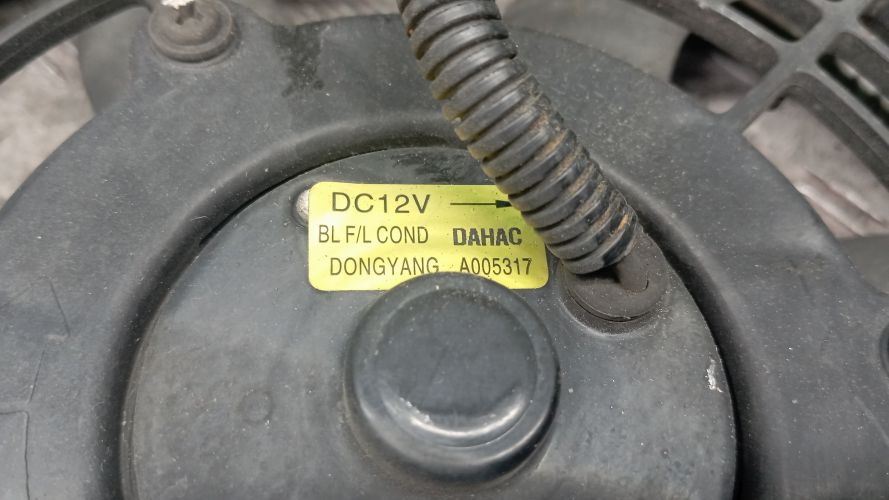 DC12V
BL F/L COND DAHAC
DONGYANG A005317